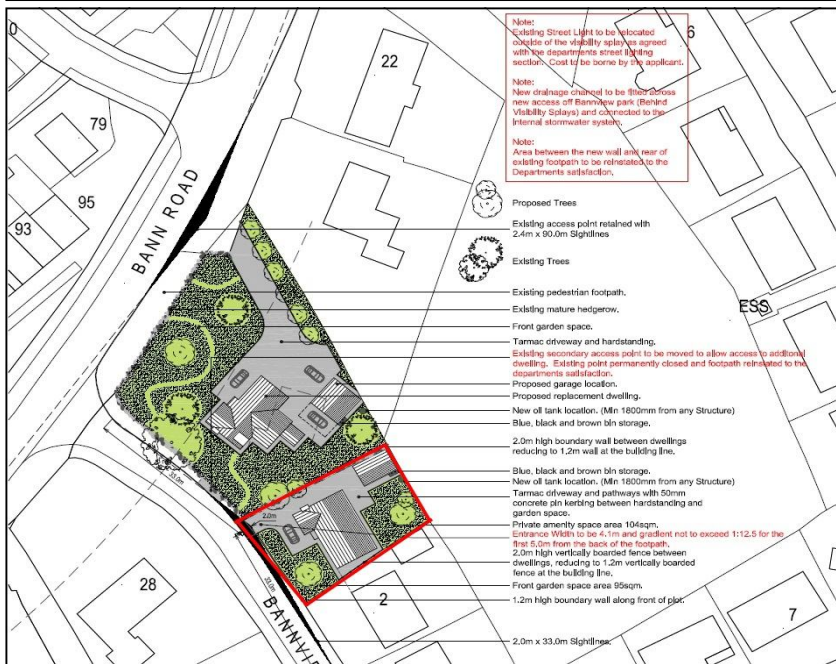 Note:
Existing Street Light to be relocated
outside of the visibility splay as agreed
with the departments street lighting
section. Cost to be borne by the applicant.
Note:
New drainage channel to be fitted across
new access off Bannview park (Behind
Visibility Splays) and connected to the
internal stormwater system.
Note:
Area between the new wall and rear of
existing footpath to be reinstated to the
Departments satisfaction.
0
22
6
79
95
93
BANN ROAD
Proposed Trees
Existing access point retained with
2.4m x 90.0m Sightlines
Existing Trees
ESS
Existing pedestrian footpath.
Existing mature hedgerow.
Front garden space.
Tarmac driveway and hardstanding.
Existing secondary access point to be moved to allow access to additonal
dwelling. Existing point permanently closed and footpath reinstated to the
departments satisfaction.
Proposed garage location.
Proposed replacement dwelling.
New oil tank location. (Min 1800mm from any Structure)
Blue, black and brown bin storage.
2.0m high boundary wall between dwellings
reducing to 1.2m wall at the building line.
Blue, black and brown bin storage.
New oil tank location. (Min 1800mm from any Structure)
Tarmac driveway and pathways with 50mm
concrete pin kerbing between hardstanding and
garden space.
Private amenity space area 104sqm.
Entrance Width to be 4.1m and gradient not to exceed 1:12.5 for the
first 5.0m from the back of the footpath.
2.0m high vertically boarded fence between
dwellings, reducing to 1.2m vertically boarded
fence at the building line.
Front garden space area 95sqm.
1.2m high boundary wall along front of plot.
2.0m x 33.0m Sightlines.
33.0m
2.0m
33.0m
28
BANNVIE
2
7